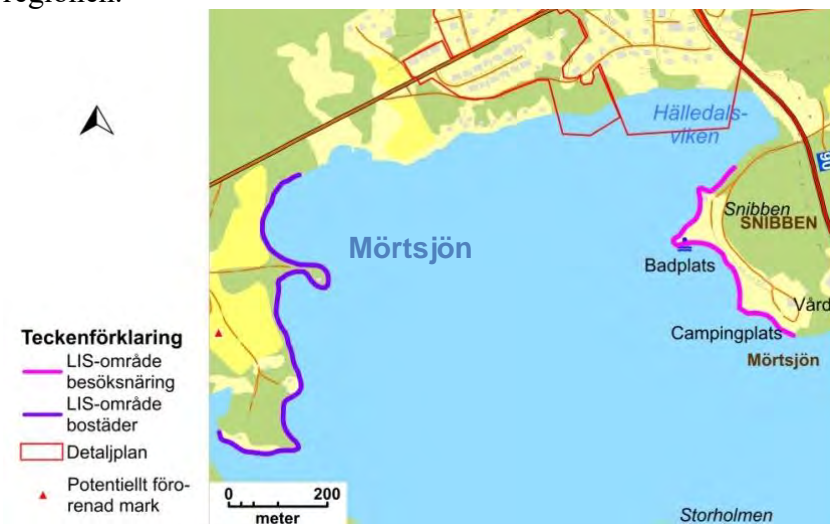 regionen.
Hälledals-
viken
90
Mörtsjön
Snibben
SNIBBEN
Badplats
Vård
Campingplats
Mörtsjön
Storholmen
Teckenförklaring
LIS-område
besöksnäring
LIS-område
bostäder
Detaljplan
Potentiellt föro-
renad mark
0 200
meter